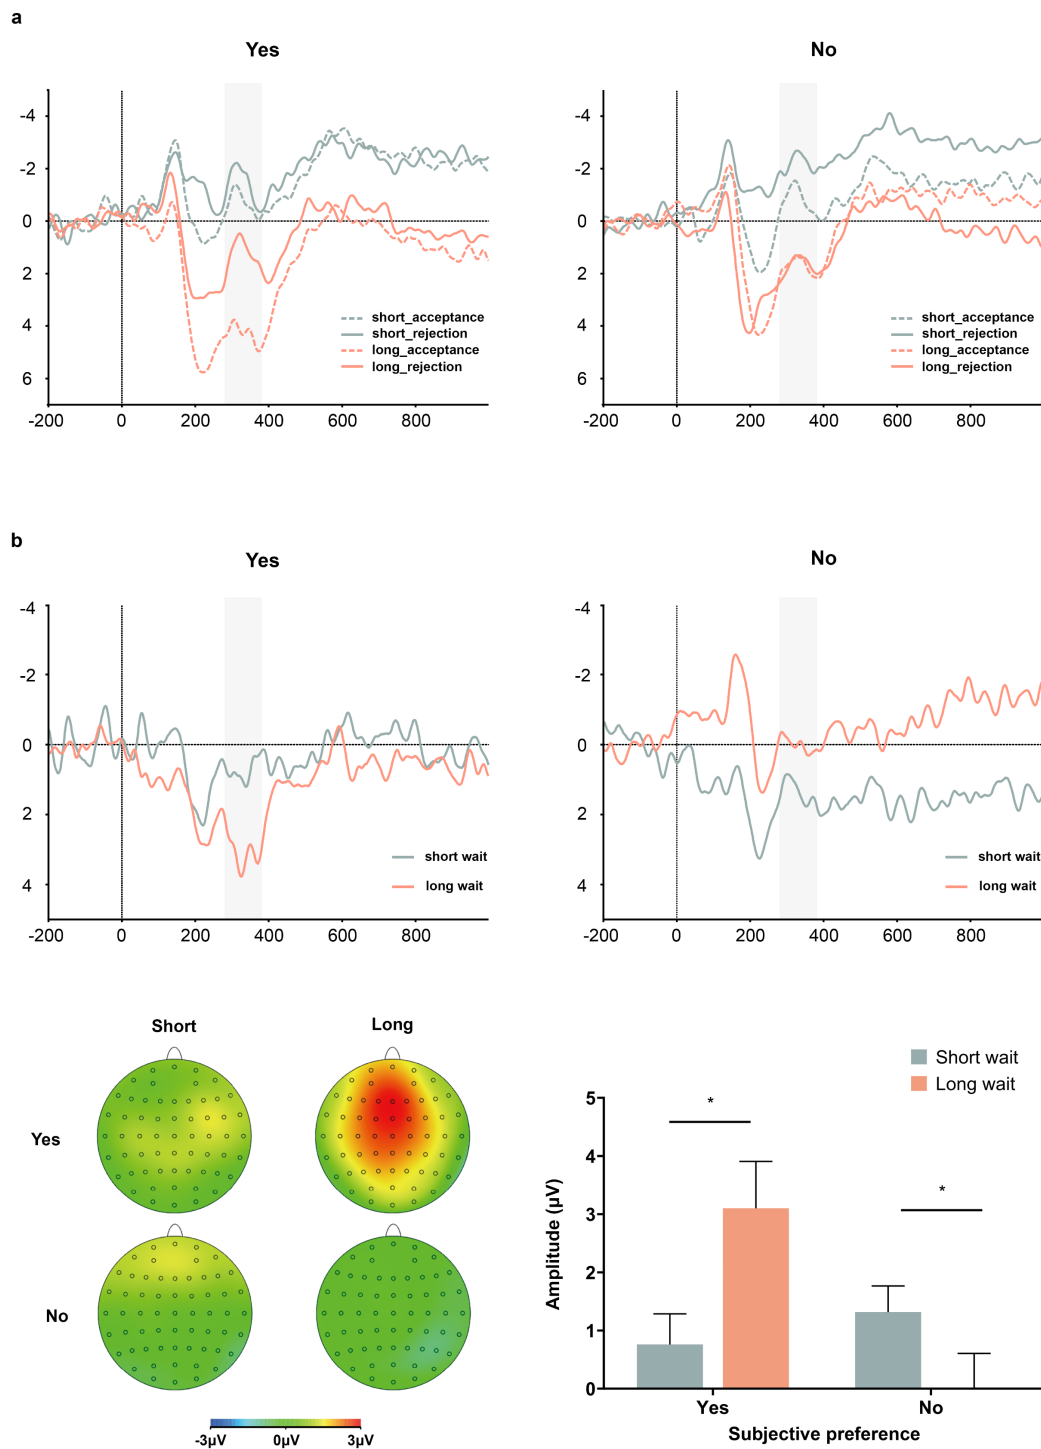 a
Yes
No
-4
-2
0
2
4
6
-200 0 200 400 600 800
short_acceptance
short_rejection
long_acceptance
long_rejection
-4
-2
0
2
4
6
-200 0 200 400 600 800
short_acceptance
short_rejection
long_acceptance
long_rejection
b
Yes
No
-4
-2
0
2
4
-200 0 200 400 600 800
short wait
long wait
-4
-2
0
2
4
-200 0 200 400 600 800
short wait
long wait
Short Long
Yes
No
-3μV 0μV 3μV
Short wait
Long wait
Amplitude (μV)
5
4
3
2
1
0
*
*
Yes No
Subjective preference